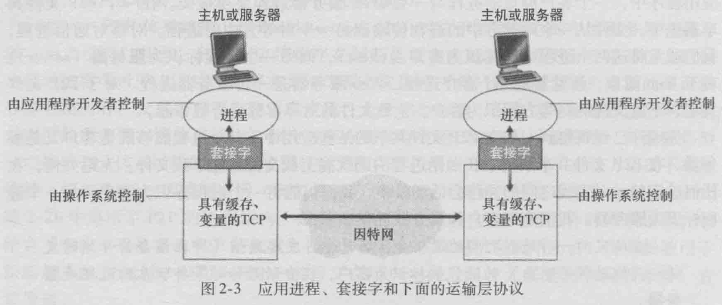 主机或服务器
主机或服务器
由应用程序开发者控制
由应用程序开发者控制
进程
进程
套接字
套接字
由操作系统控制
由操作系统控制
具有缓存、
变量的TCP
具有缓存、
变量的TCP
因特网
图2-3 应用进程、套接字和下面的运输层协议